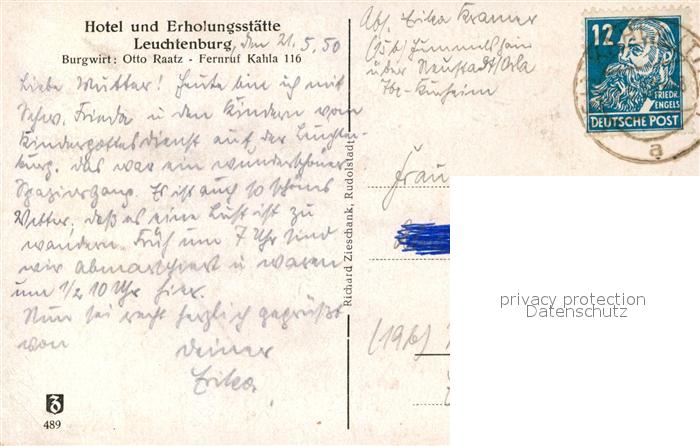 Hotel und Erholungsstätte
Leuchtenburg, den 21.5.50
Burgwirt: Otto Raatz - Fernruf Kahla 116
Liebe Mutter! Heute bin ich mit
Schw. Frieda u den Kindern vom
Kindergottesdienst auf der Leuchten-
burg. das war ein wunderschöner
Spaziergang. Es ist auch so schönes
Wetter, daß es eine Lust ist zu
wandern. Früh um 7 Uhr sind
wir abmarschiert u waren
um 1/2 10 Uhr hier.
Nun sei recht herzlich gegrüßt
von
Deiner
Erika
489
Richard Zieschank, Rudolstadt
Abs. Erika Kramer
(15b) Hummelshain
über Neustadt/Orla
Tbc-Kinderheim
12
FRIEDR.
ENGELS
DEUTSCHE POST
a
Frau
(19b)
privacy protection
Datenschutz